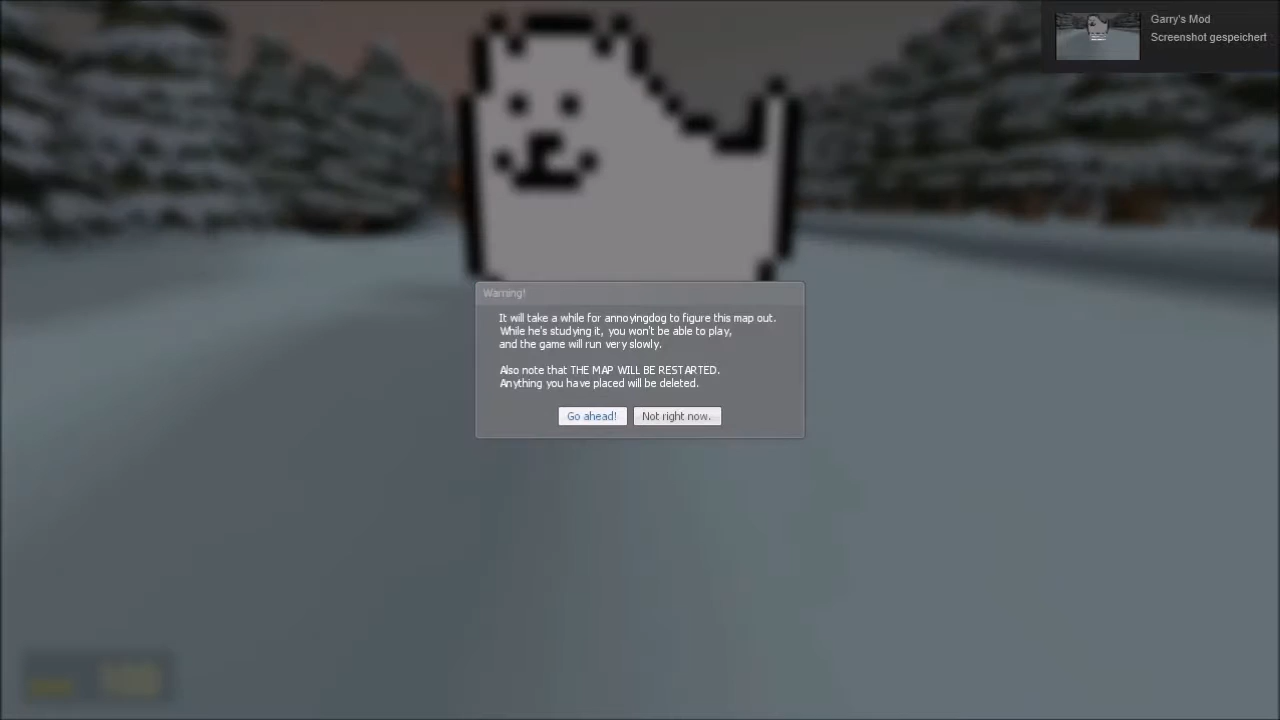 Garry's Mod
Screenshot gespeichert
Warning!
It will take a while for annoyingdog to figure this map out.
While he's studying it, you won't be able to play,
and the game will run very slowly.
Also note that THE MAP WILL BE RESTARTED.
Anything you have placed will be deleted.
Go ahead!
Not right now.